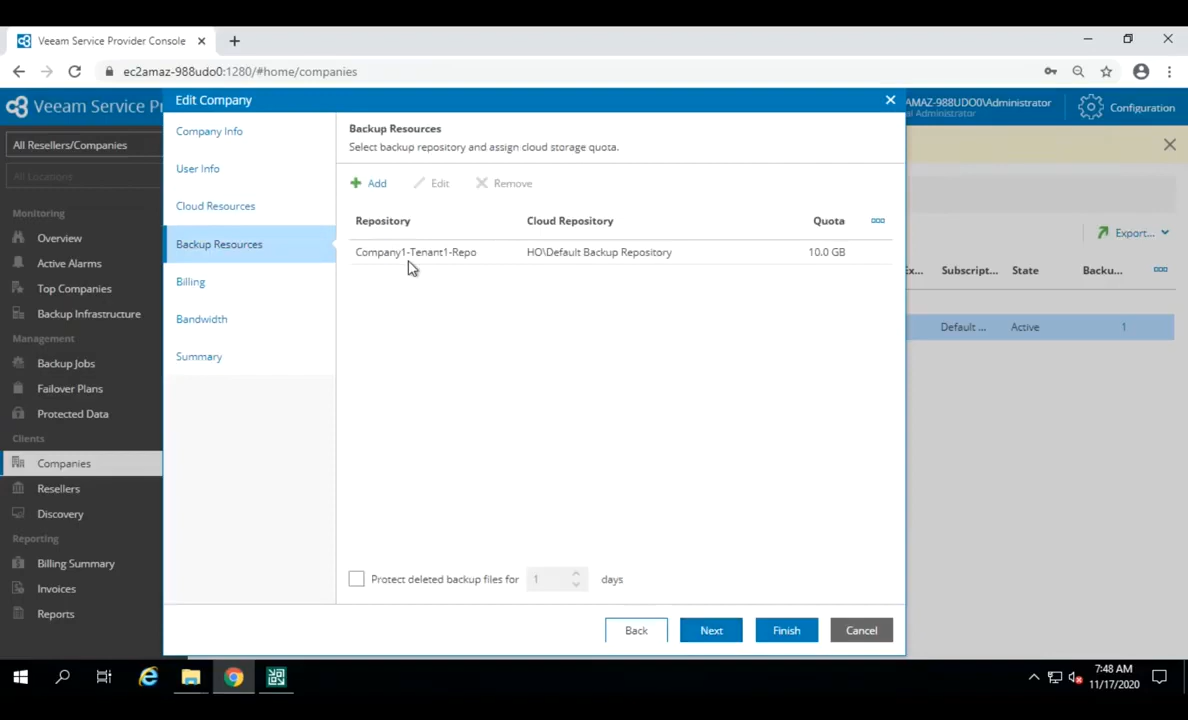 Veeam Service Provider Console
ec2amaz-988udo0:1280/#home/companies
Veeam Service P
AMAZ-988UDO0\Administrator
al Administrator
Configuration
All Resellers/Companies
All Locations
Monitoring
Overview
Active Alarms
Top Companies
Backup Infrastructure
Management
Backup Jobs
Failover Plans
Protected Data
Clients
Companies
Resellers
Discovery
Reporting
Billing Summary
Invoices
Reports
Edit Company
Company Info
User Info
Cloud Resources
Backup Resources
Billing
Bandwidth
Summary
Backup Resources
Select backup repository and assign cloud storage quota.
Add Edit Remove
Repository Cloud Repository Quota
Company1-Tenant1-Repo HO\Default Backup Repository 10.0 GB
Protect deleted backup files for 1 days
Back Next Finish Cancel
Export...
Ex... Subscript... State Backu...
Default ... Active 1
7:48 AM
11/17/2020